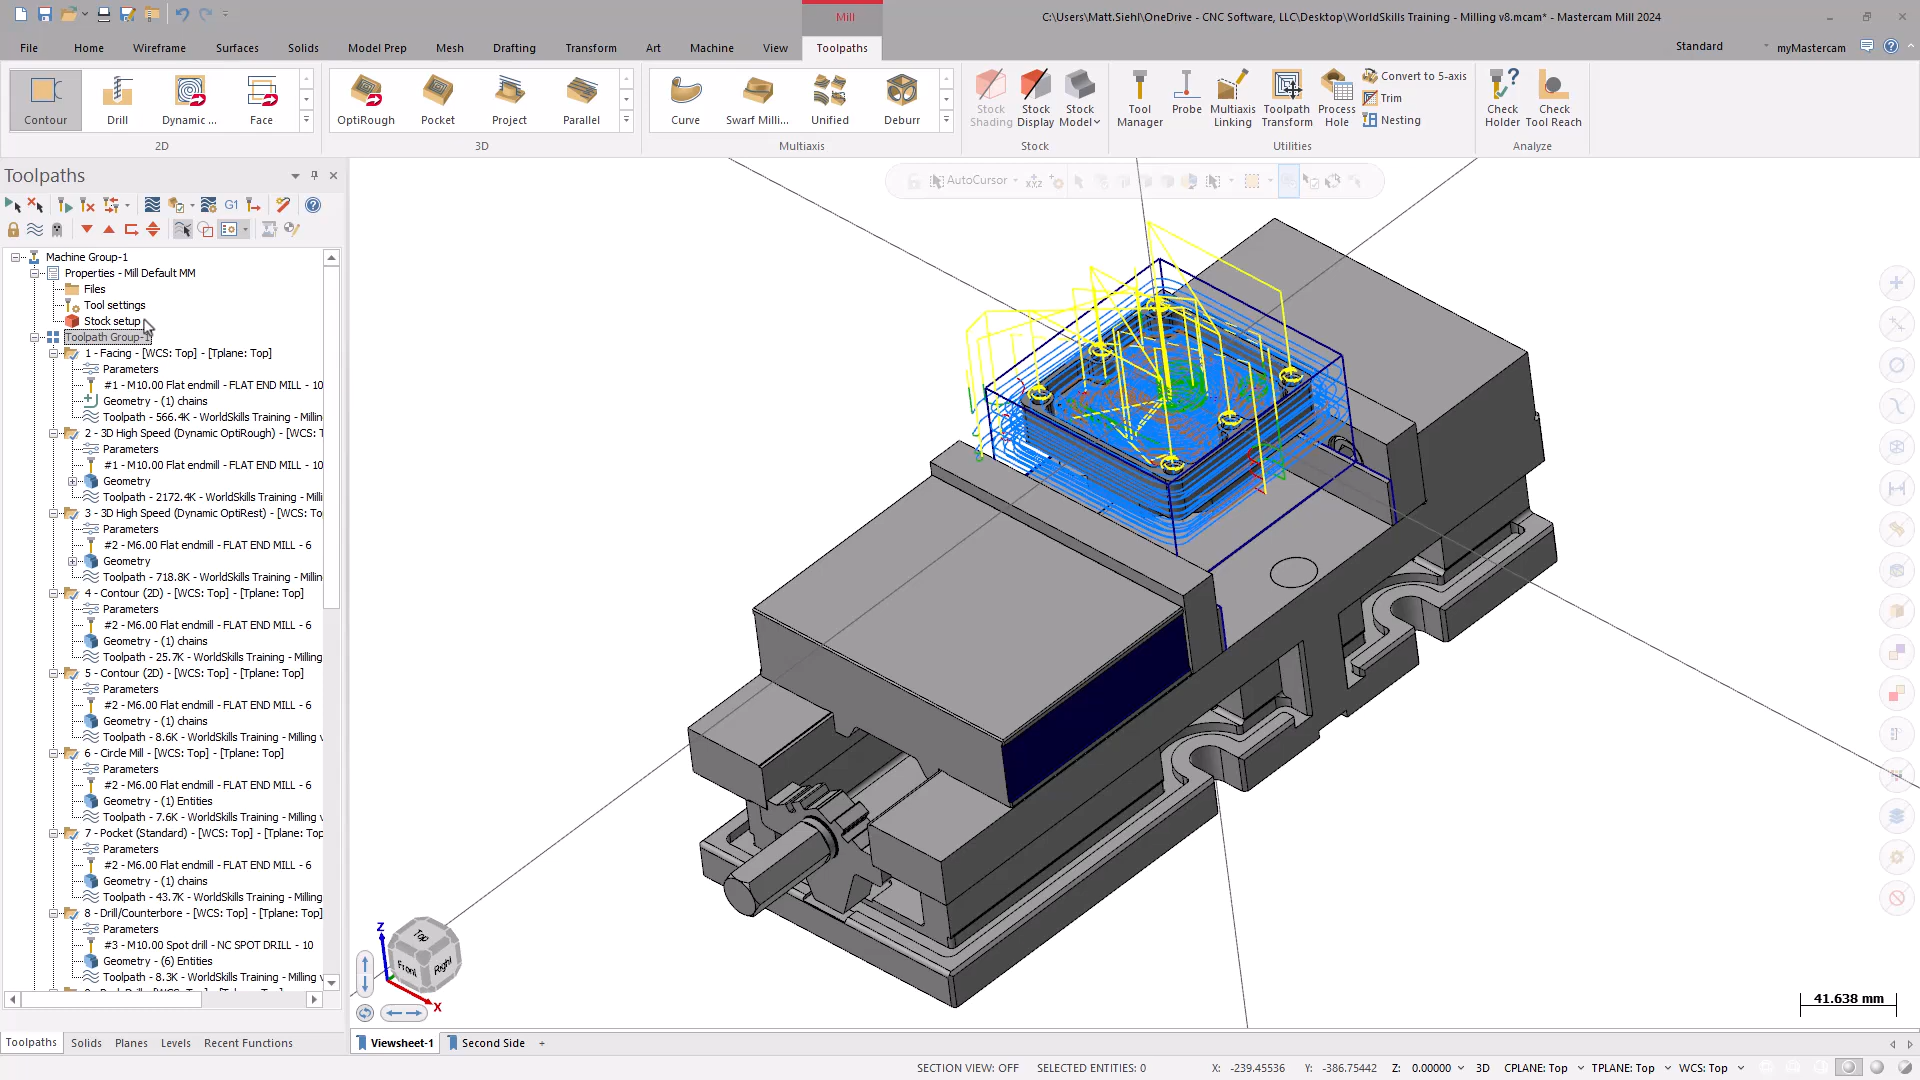 Mill
C:\Users\Matt.Siehl\OneDrive - CNC Software, LLC\Desktop\WorldSkills Training - Milling v8.mcam* - Mastercam Mill 2024
File Home Wireframe Surfaces Solids Model Prep Mesh Drafting Transform Art Machine View Toolpaths
Standard myMastercam
Contour Drill Dynamic ... Face
2D
OptiRough Pocket Project Parallel
3D
Curve Swarf Milli... Unified Deburr
Multiaxis
Stock Shading Stock Display Stock Model
Stock
Tool Manager Probe Multiaxis Linking Toolpath Transform Process Hole
Convert to 5-axis
Trim
Nesting
Utilities
Check Holder Check Tool Reach
Analyze
Toolpaths
G1
AutoCursor
Machine Group-1
Properties - Mill Default MM
Files
Tool settings
Stock setup
Toolpath Group-1
1 - Facing - [WCS: Top] - [Tplane: Top]
Parameters
#1 - M10.00 Flat endmill - FLAT END MILL - 10
Geometry - (1) chains
Toolpath - 566.4K - WorldSkills Training - Millin
2 - 3D High Speed (Dynamic OptiRough) - [WCS: T
Parameters
#1 - M10.00 Flat endmill - FLAT END MILL - 10
Geometry
Toolpath - 2172.4K - WorldSkills Training - Milli
3 - 3D High Speed (Dynamic OptiRest) - [WCS: To
Parameters
#2 - M6.00 Flat endmill - FLAT END MILL - 6
Geometry
Toolpath - 718.8K - WorldSkills Training - Millin
4 - Contour (2D) - [WCS: Top] - [Tplane: Top]
Parameters
#2 - M6.00 Flat endmill - FLAT END MILL - 6
Geometry - (1) chains
Toolpath - 25.7K - WorldSkills Training - Milling
5 - Contour (2D) - [WCS: Top] - [Tplane: Top]
Parameters
#2 - M6.00 Flat endmill - FLAT END MILL - 6
Geometry - (1) chains
Toolpath - 8.6K - WorldSkills Training - Milling v
6 - Circle Mill - [WCS: Top] - [Tplane: Top]
Parameters
#2 - M6.00 Flat endmill - FLAT END MILL - 6
Geometry - (1) Entities
Toolpath - 7.6K - WorldSkills Training - Milling v
7 - Pocket (Standard) - [WCS: Top] - [Tplane: Top
Parameters
#2 - M6.00 Flat endmill - FLAT END MILL - 6
Geometry - (1) chains
Toolpath - 43.7K - WorldSkills Training - Milling
8 - Drill/Counterbore - [WCS: Top] - [Tplane: Top]
Parameters
#3 - M10.00 Spot drill - NC SPOT DRILL - 10
Geometry - (6) Entities
Toolpath - 8.3K - WorldSkills Training - Milling v
Z
Top
Front Right
X
41.638 mm
Toolpaths Solids Planes Levels Recent Functions
Viewsheet-1 Second Side +
SECTION VIEW: OFF SELECTED ENTITIES: 0 X: -239.45536 Y: -386.75442 Z: 0.00000 3D CPLANE: Top TPLANE: Top WCS: Top